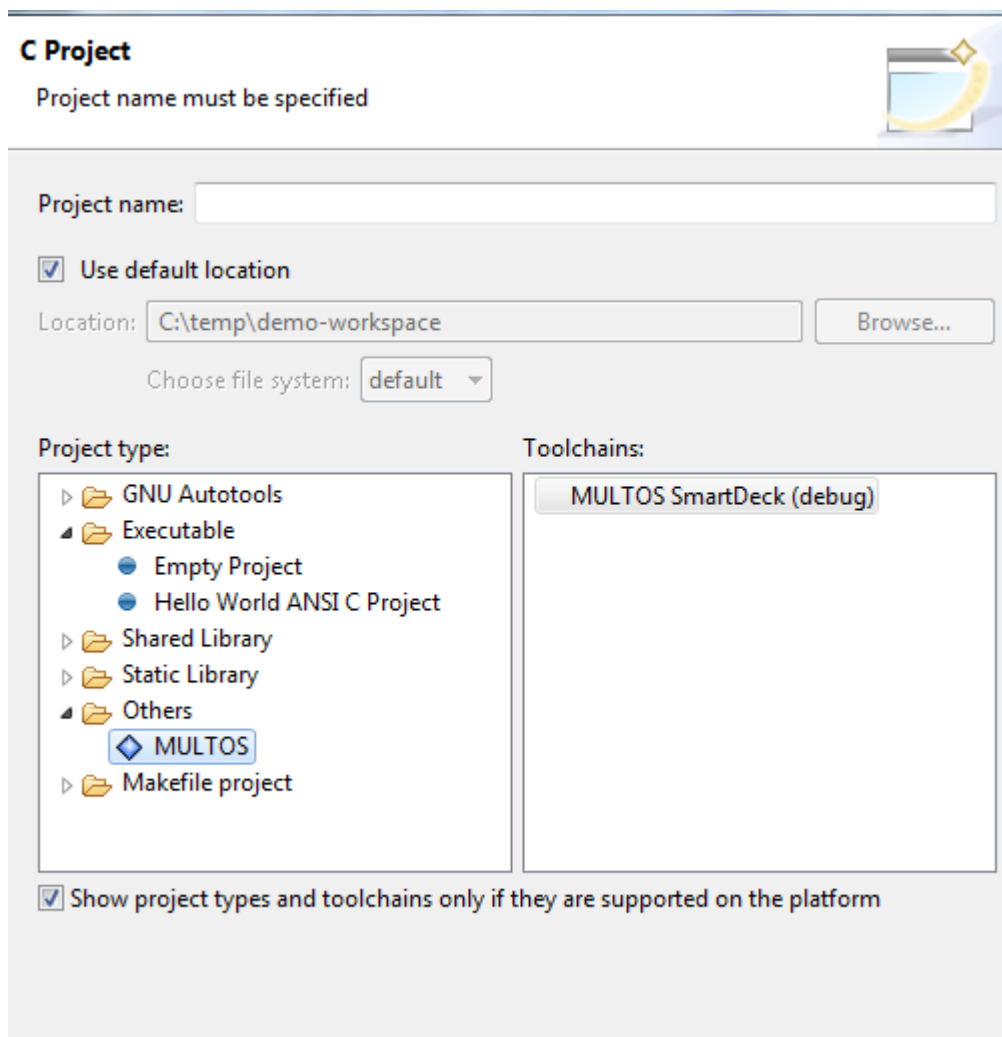 C Project
Project name must be specified
Project name:
Use default location
Location: C:\temp\demo-workspace Browse...
Choose file system: default
Project type: Toolchains:
GNU Autotools MULTOS SmartDeck (debug)
Executable
Empty Project
Hello World ANSI C Project
Shared Library
Static Library
Others
MULTOS
Makefile project
Show project types and toolchains only if they are supported on the platform